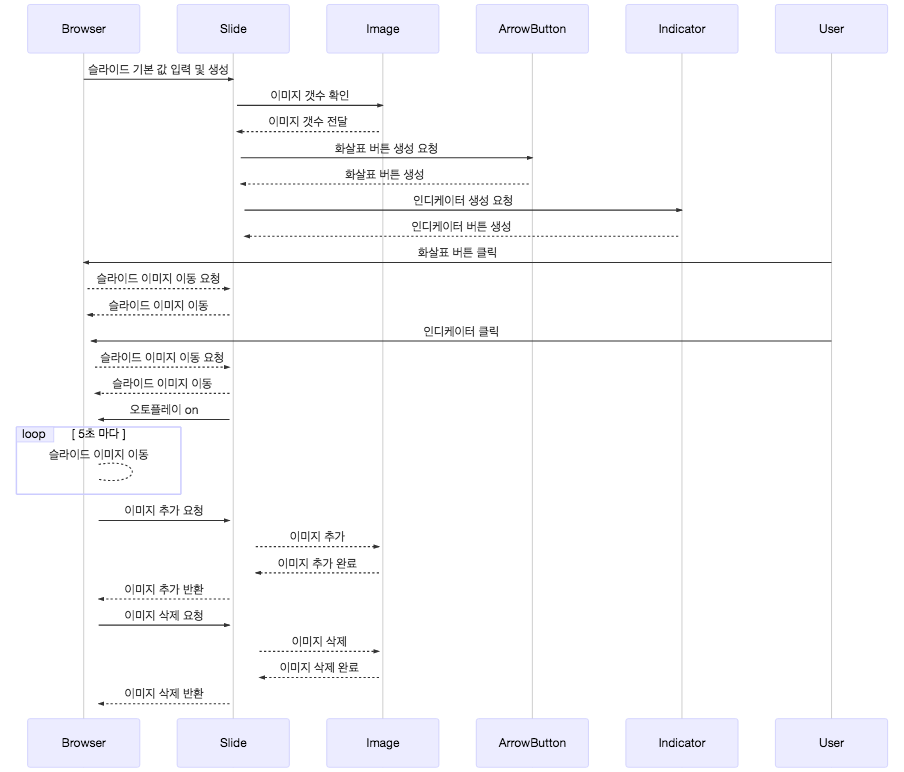 Browser
Slide
Image
ArrowButton
Indicator
User
슬라이드 기본 값 입력 및 생성
이미지 갯수 확인
이미지 갯수 전달
화살표 버튼 생성 요청
화살표 버튼 생성
인디케이터 생성 요청
인디케이터 버튼 생성
화살표 버튼 클릭
슬라이드 이미지 이동 요청
슬라이드 이미지 이동
인디케이터 클릭
슬라이드 이미지 이동 요청
슬라이드 이미지 이동
오토플레이 on
loop
[ 5초 마다 ]
슬라이드 이미지 이동
이미지 추가 요청
이미지 추가
이미지 추가 완료
이미지 추가 반환
이미지 삭제 요청
이미지 삭제
이미지 삭제 완료
이미지 삭제 반환
Browser
Slide
Image
ArrowButton
Indicator
User